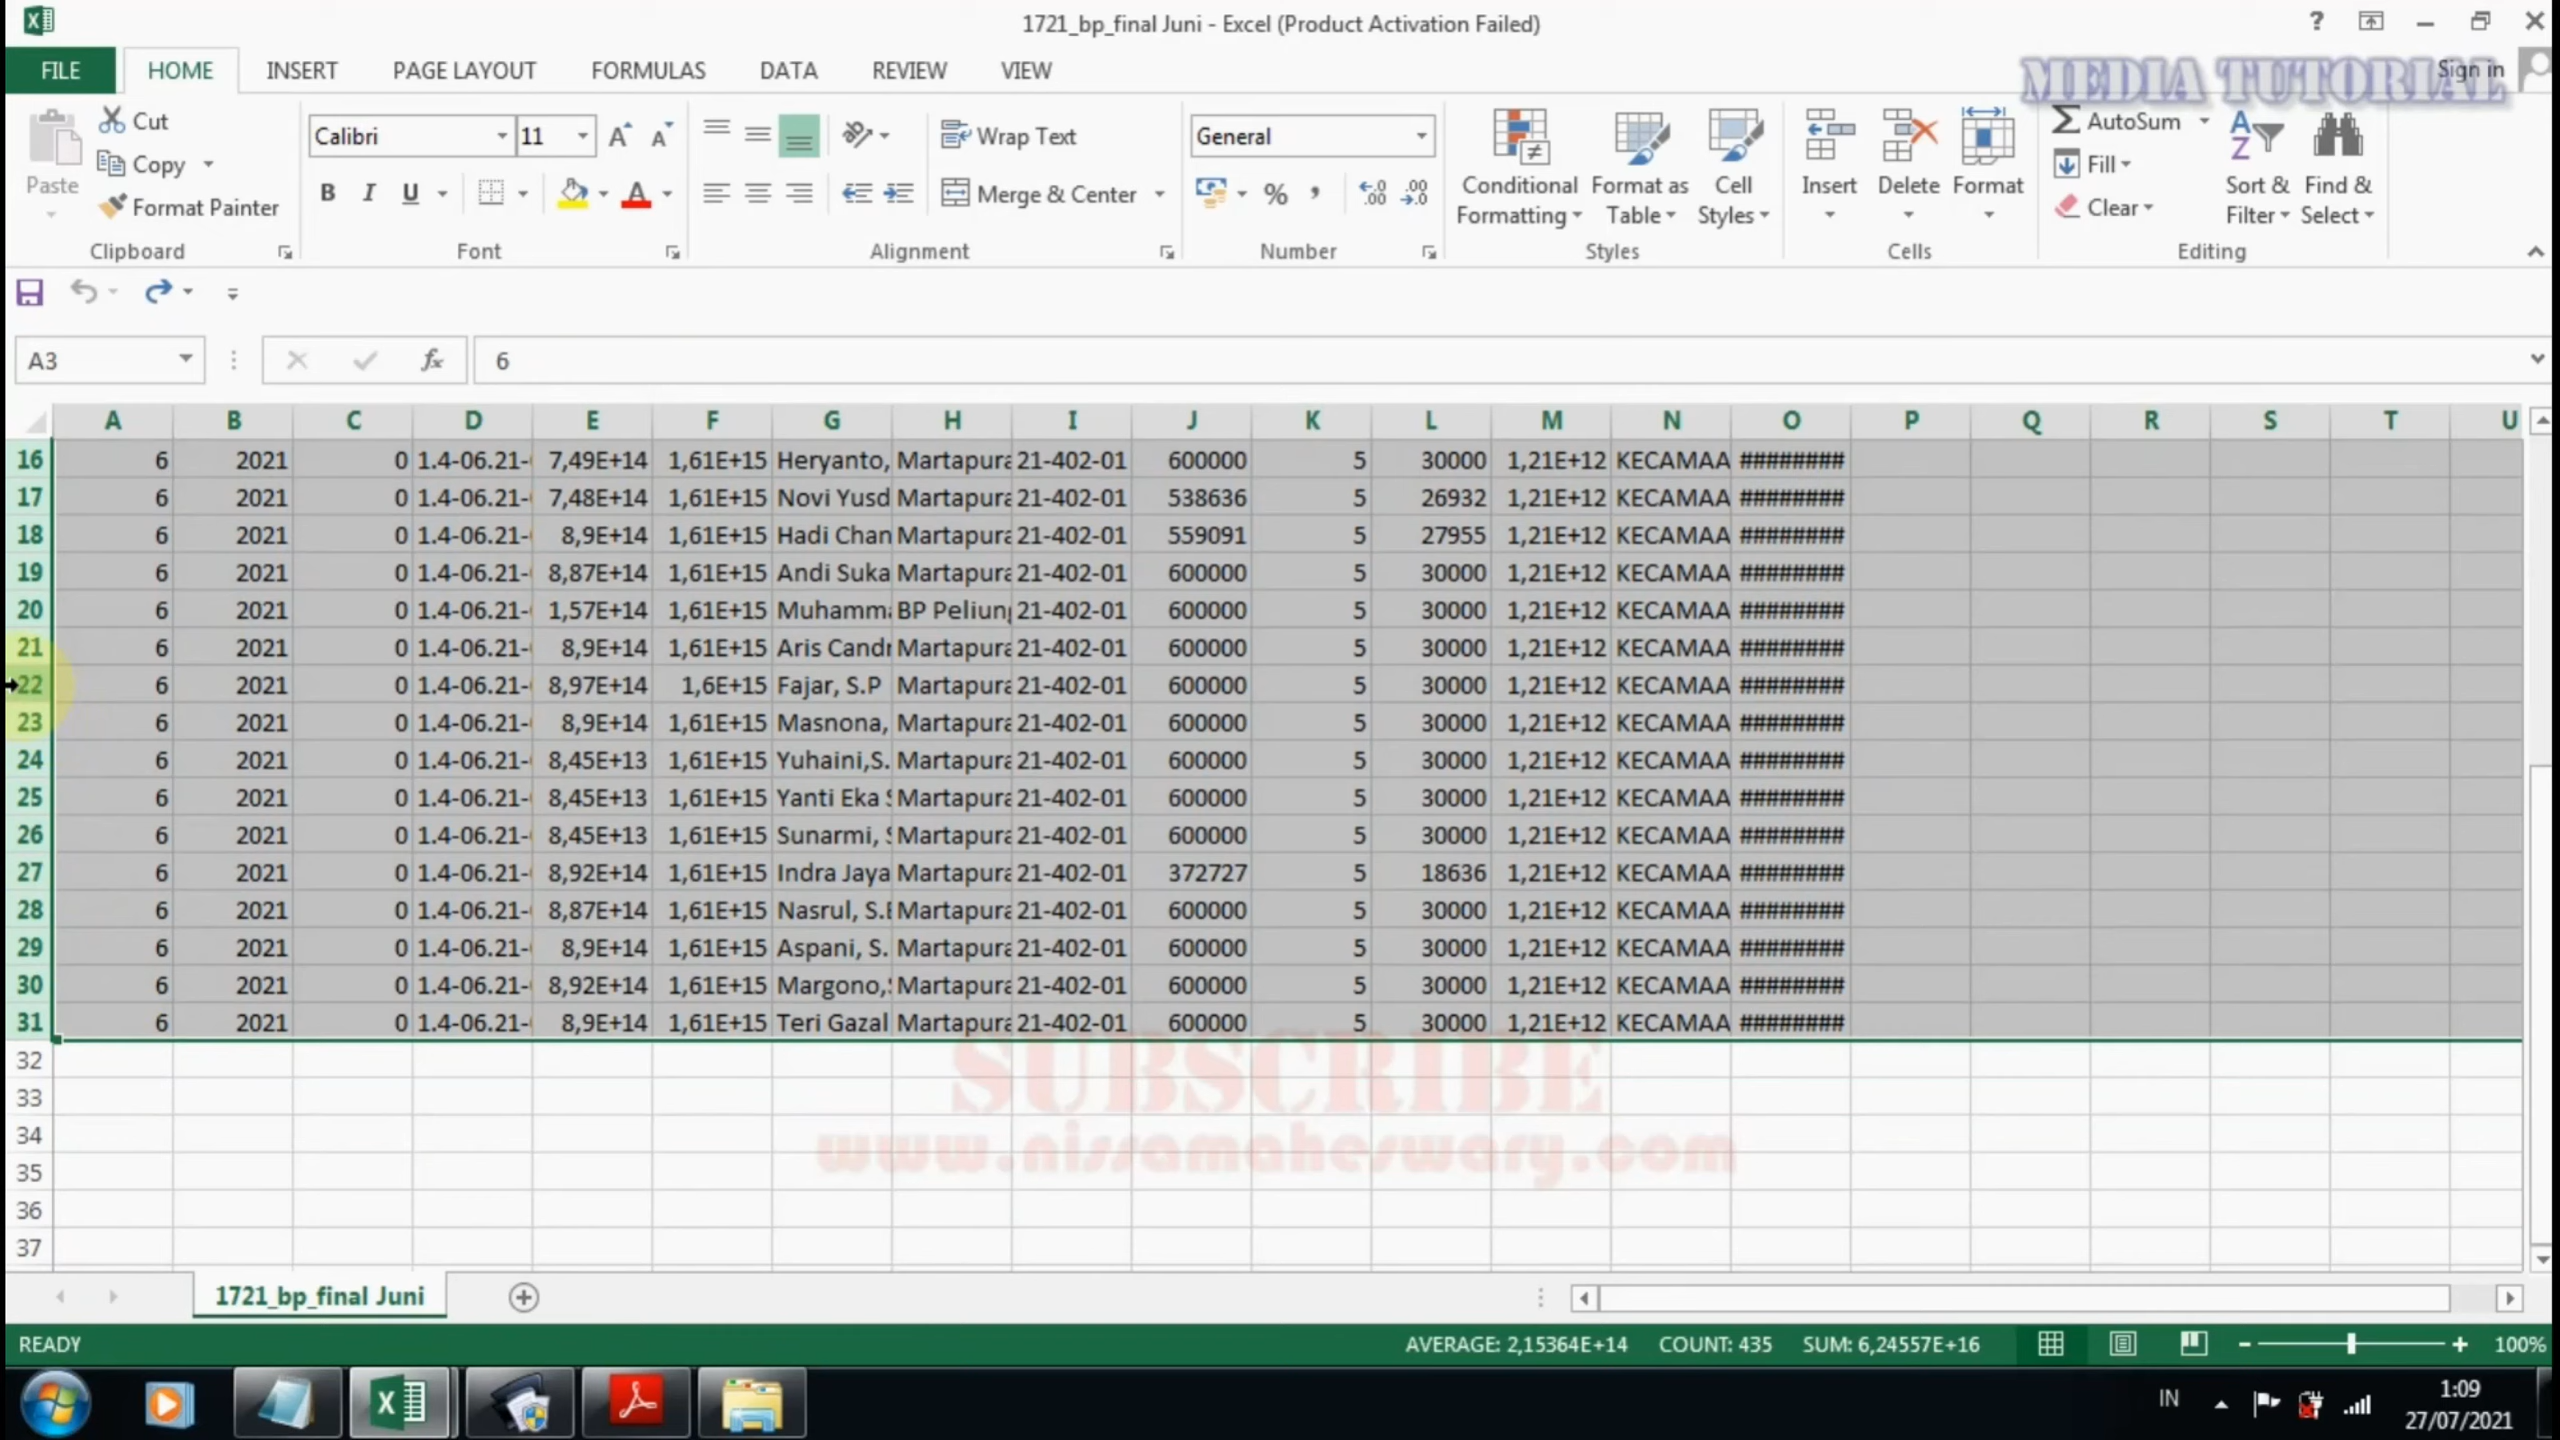 1721_bp_final Juni - Excel (Product Activation Failed)
FILE HOME INSERT PAGE LAYOUT FORMULAS DATA REVIEW VIEW Sign in
MEDIA TUTORIAL
Paste Cut Copy Format Painter Clipboard
Calibri 11 Font
Wrap Text Merge & Center Alignment
General Number
Conditional Formatting Format as Table Cell Styles Styles
Insert Delete Format Cells
AutoSum Fill Clear Sort & Filter Find & Select Editing
A3 fx 6
A B C D E F G H I J K L M N O P Q R S T U
16 6 2021 0 1.4-06.21- 7,49E+14 1,61E+15 Heryanto, Martapura 21-402-01 600000 5 30000 1,21E+12 KECAMAA ########
17 6 2021 0 1.4-06.21- 7,48E+14 1,61E+15 Novi Yusd Martapura 21-402-01 538636 5 26932 1,21E+12 KECAMAA ########
18 6 2021 0 1.4-06.21- 8,9E+14 1,61E+15 Hadi Chan Martapura 21-402-01 559091 5 27955 1,21E+12 KECAMAA ########
19 6 2021 0 1.4-06.21- 8,87E+14 1,61E+15 Andi Suka Martapura 21-402-01 600000 5 30000 1,21E+12 KECAMAA ########
20 6 2021 0 1.4-06.21- 1,57E+14 1,61E+15 Muhamma BP Peliung 21-402-01 600000 5 30000 1,21E+12 KECAMAA ########
21 6 2021 0 1.4-06.21- 8,9E+14 1,61E+15 Aris Candr Martapura 21-402-01 600000 5 30000 1,21E+12 KECAMAA ########
22 6 2021 0 1.4-06.21- 8,97E+14 1,6E+15 Fajar, S.P Martapura 21-402-01 600000 5 30000 1,21E+12 KECAMAA ########
23 6 2021 0 1.4-06.21- 8,9E+14 1,61E+15 Masnona, Martapura 21-402-01 600000 5 30000 1,21E+12 KECAMAA ########
24 6 2021 0 1.4-06.21- 8,45E+13 1,61E+15 Yuhaini,S. Martapura 21-402-01 600000 5 30000 1,21E+12 KECAMAA ########
25 6 2021 0 1.4-06.21- 8,45E+13 1,61E+15 Yanti Eka S Martapura 21-402-01 600000 5 30000 1,21E+12 KECAMAA ########
26 6 2021 0 1.4-06.21- 8,45E+13 1,61E+15 Sunarmi, S Martapura 21-402-01 600000 5 30000 1,21E+12 KECAMAA ########
27 6 2021 0 1.4-06.21- 8,92E+14 1,61E+15 Indra Jaya Martapura 21-402-01 372727 5 18636 1,21E+12 KECAMAA ########
28 6 2021 0 1.4-06.21- 8,87E+14 1,61E+15 Nasrul, S.E Martapura 21-402-01 600000 5 30000 1,21E+12 KECAMAA ########
29 6 2021 0 1.4-06.21- 8,9E+14 1,61E+15 Aspani, S. Martapura 21-402-01 600000 5 30000 1,21E+12 KECAMAA ########
30 6 2021 0 1.4-06.21- 8,92E+14 1,61E+15 Margono,S Martapura 21-402-01 600000 5 30000 1,21E+12 KECAMAA ########
31 6 2021 0 1.4-06.21- 8,9E+14 1,61E+15 Teri Gazal Martapura 21-402-01 600000 5 30000 1,21E+12 KECAMAA ########
32
33
34
35
36
37
SUBSCRIBE
www.nissamaheswary.com
1721_bp_final Juni
READY AVERAGE: 2,15364E+14 COUNT: 435 SUM: 6,24557E+16 100%
IN 1:09
27/07/2021